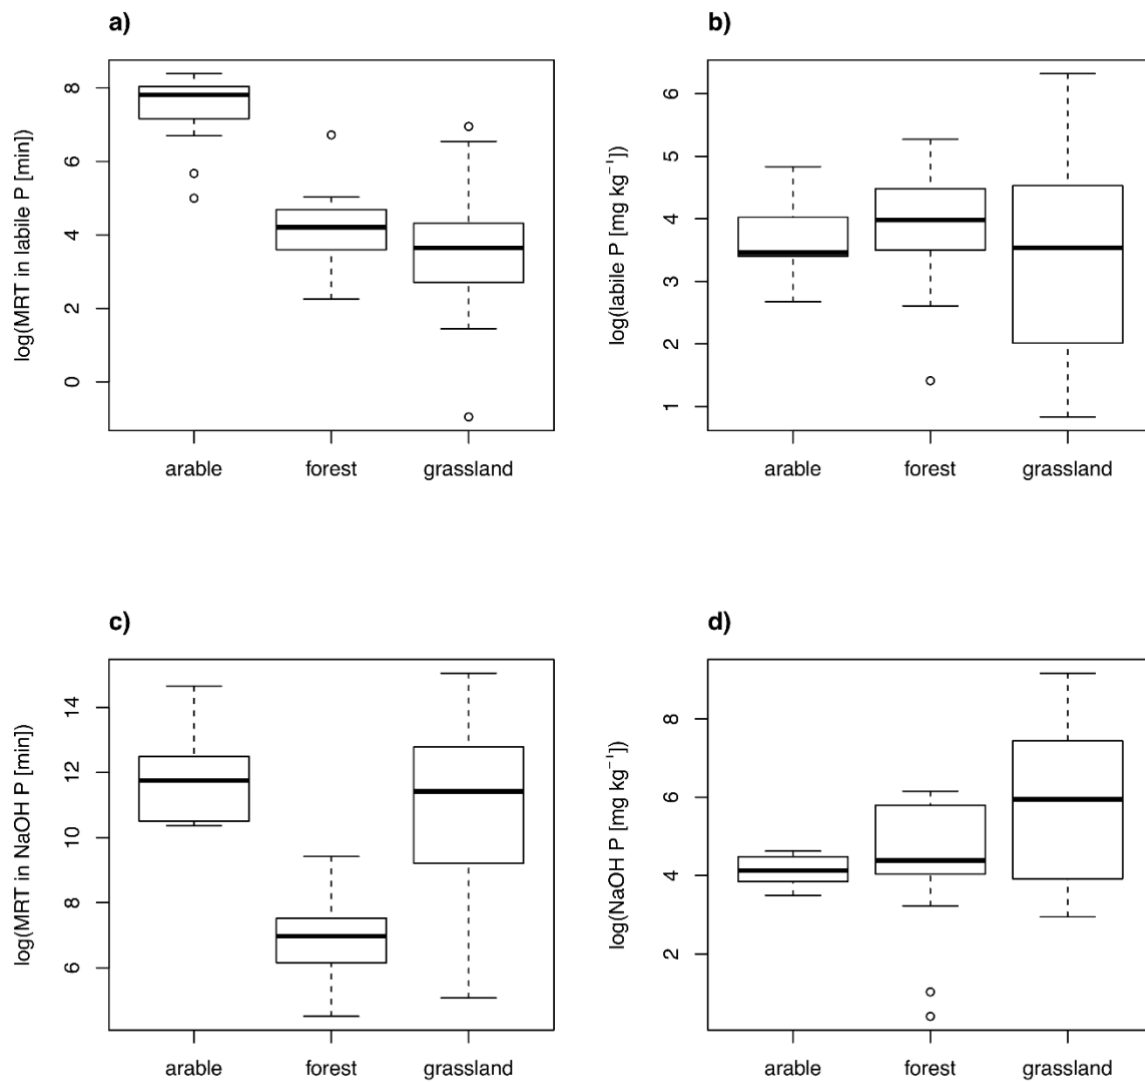 a)
log(MRT in labile P [min])
8
6
4
2
0
arable forest grassland
b)
log(labile P [mg kg⁻¹])
6
5
4
3
2
1
arable forest grassland
c)
log(MRT in NaOH P [min])
14
12
10
8
6
arable forest grassland
d)
log(NaOH P [mg kg⁻¹])
8
6
4
2
arable forest grassland